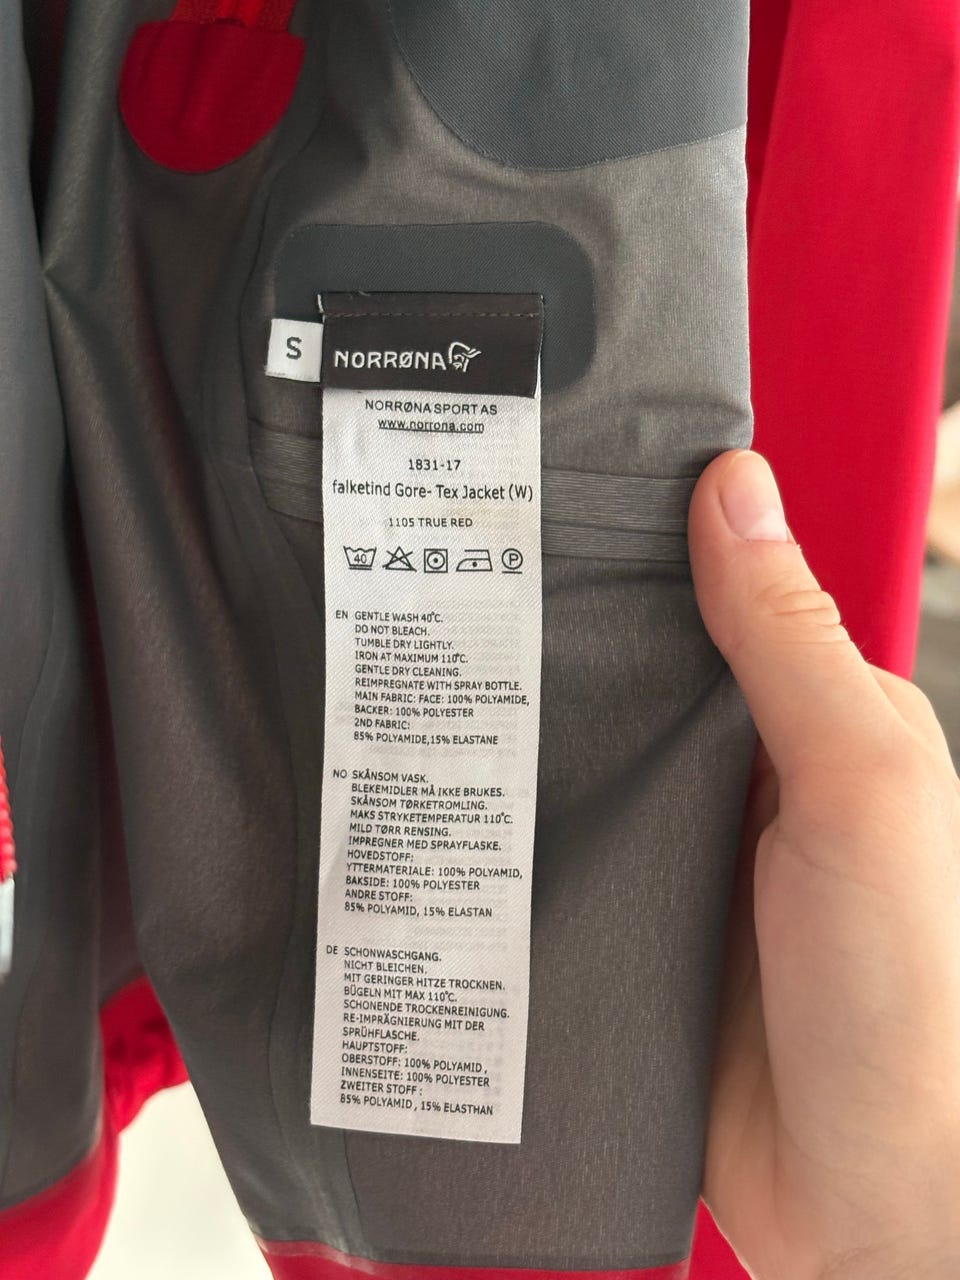 S
NORRØNA
NORRØNA SPORT AS
www.norrona.com
1831-17
falketind Gore- Tex Jacket (W)
1105 TRUE RED
40 P
EN GENTLE WASH 40°C.
DO NOT BLEACH.
TUMBLE DRY LIGHTLY.
IRON AT MAXIMUM 110°C.
GENTLE DRY CLEANING.
REIMPREGNATE WITH SPRAY BOTTLE.
MAIN FABRIC: FACE: 100% POLYAMIDE,
BACKER: 100% POLYESTER
2ND FABRIC:
85% POLYAMIDE,15% ELASTANE
NO SKÅNSOM VASK.
BLEKEMIDLER MÅ IKKE BRUKES.
SKÅNSOM TØRKETROMLING.
MAKS STRYKETEMPERATUR 110°C.
MILD TØRR RENSING.
IMPREGNER MED SPRAYFLASKE.
HOVEDSTOFF:
YTTERMATERIALE: 100% POLYAMID,
BAKSIDE: 100% POLYESTER
ANDRE STOFF:
85% POLYAMID, 15% ELASTAN
DE SCHONWASCHGANG.
NICHT BLEICHEN.
MIT GERINGER HITZE TROCKNEN.
BÜGELN MIT MAX 110°C.
SCHONENDE TROCKENREINIGUNG.
RE-IMPRÄGNIERUNG MIT DER
SPRÜHFLASCHE.
HAUPTSTOFF:
OBERSTOFF: 100% POLYAMID ,
INNENSEITE: 100% POLYESTER
ZWEITER STOFF :
85% POLYAMID , 15% ELASTHAN